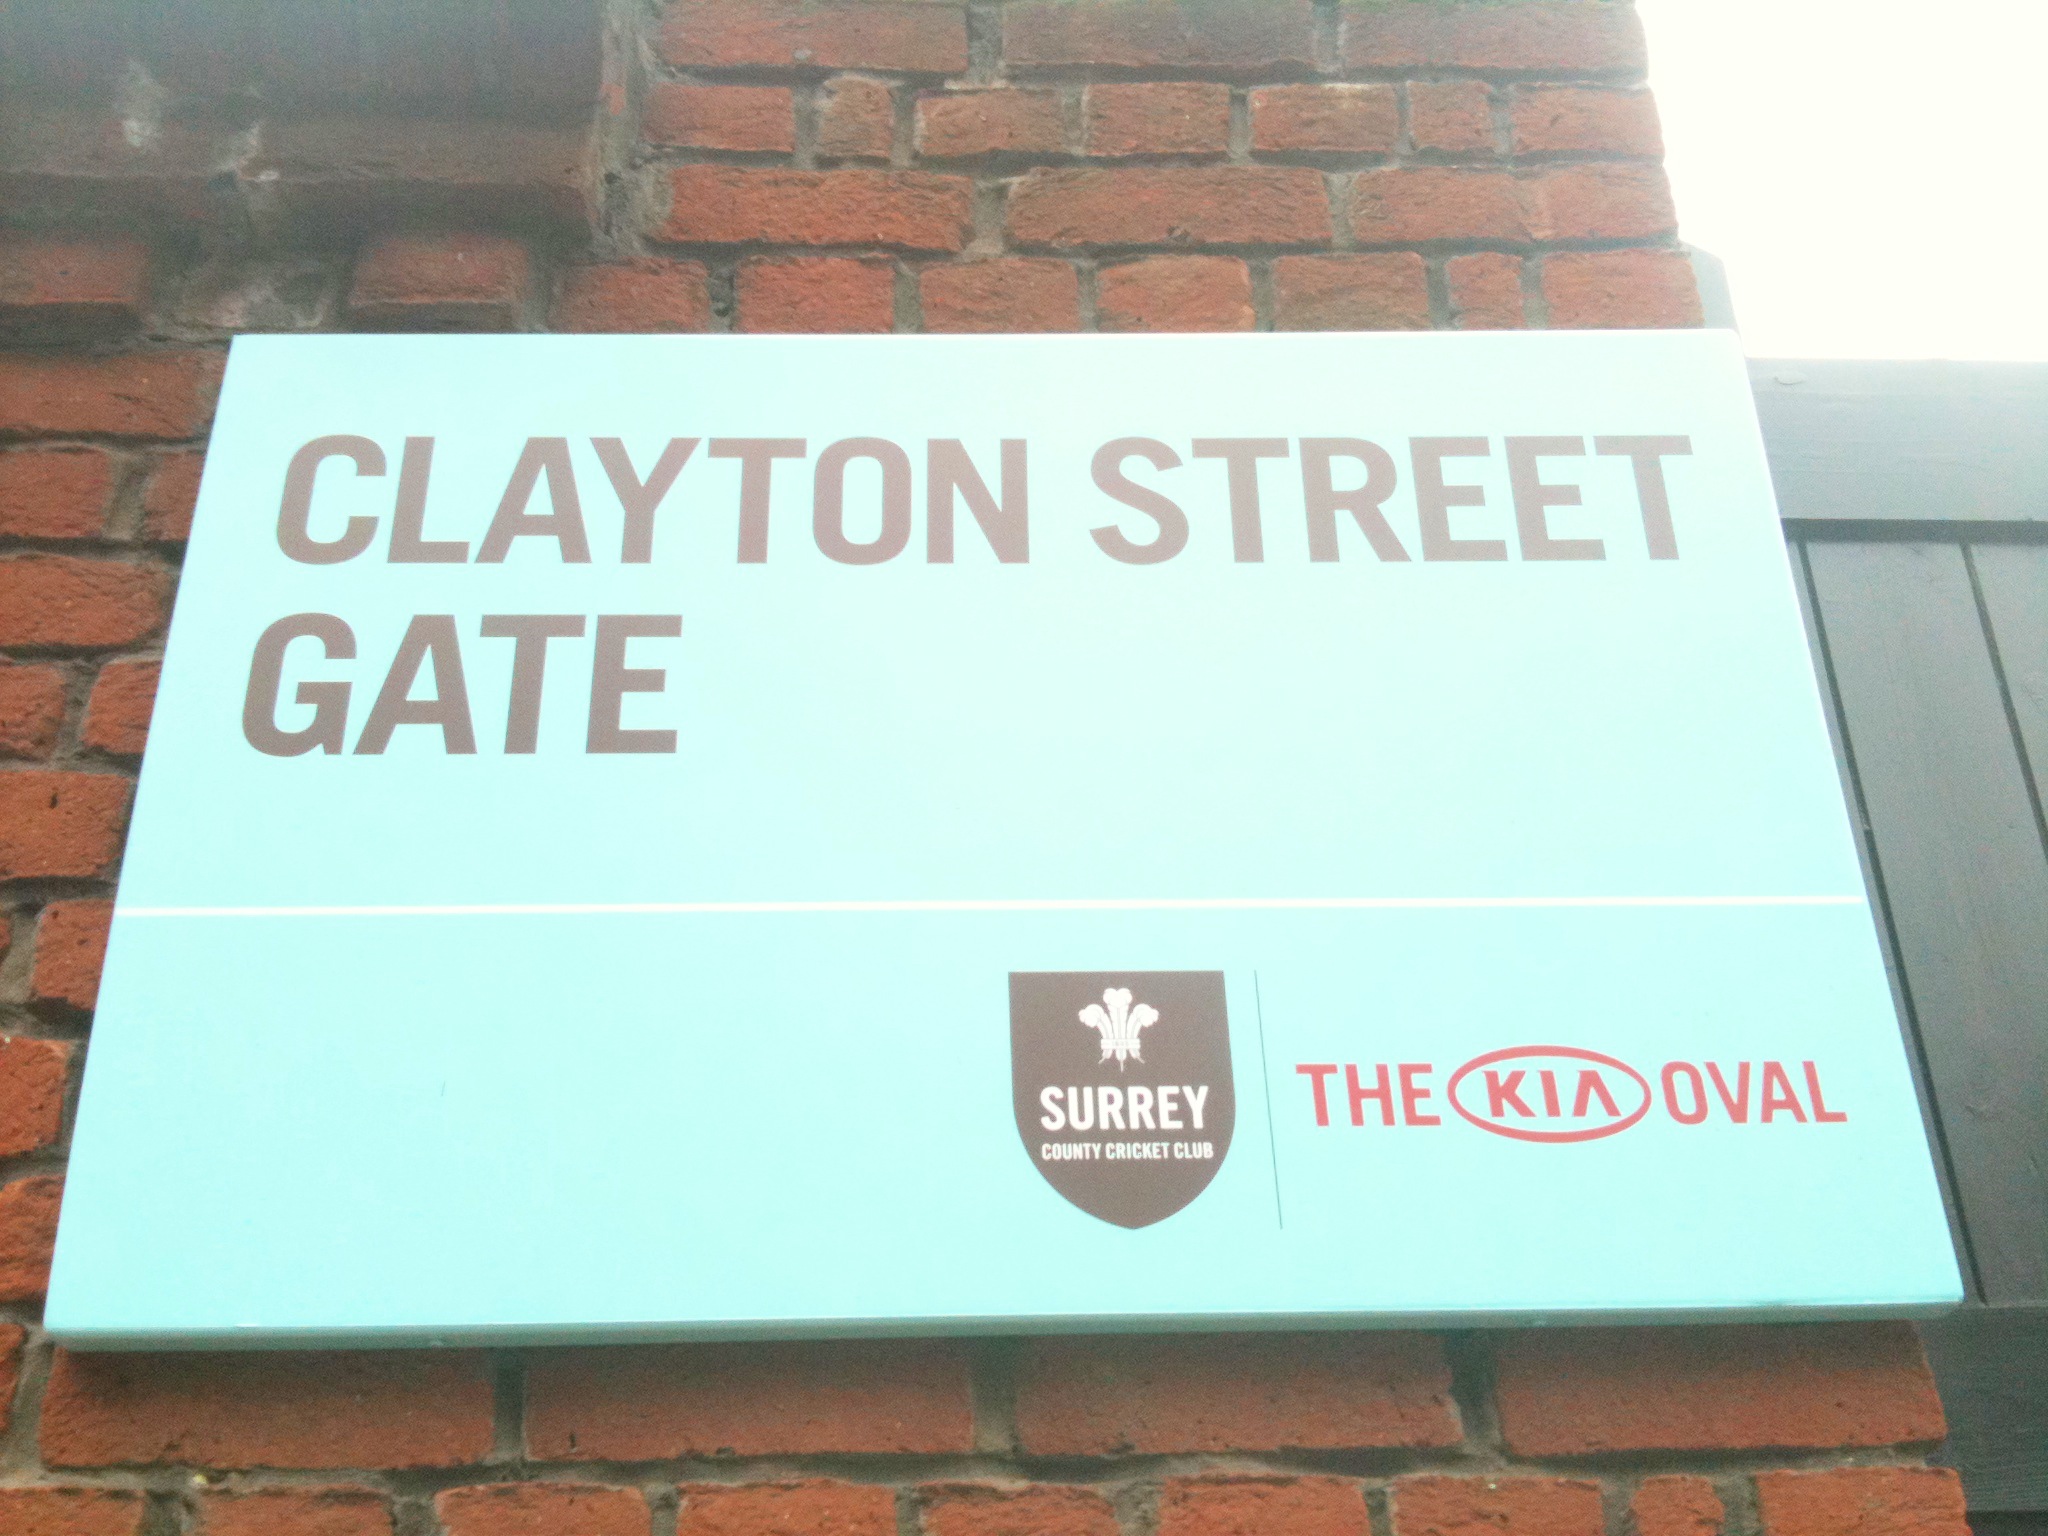 CLAYTON STREET
GATE
SURREY
COUNTY CRICKET CLUB
THE KIA OVAL